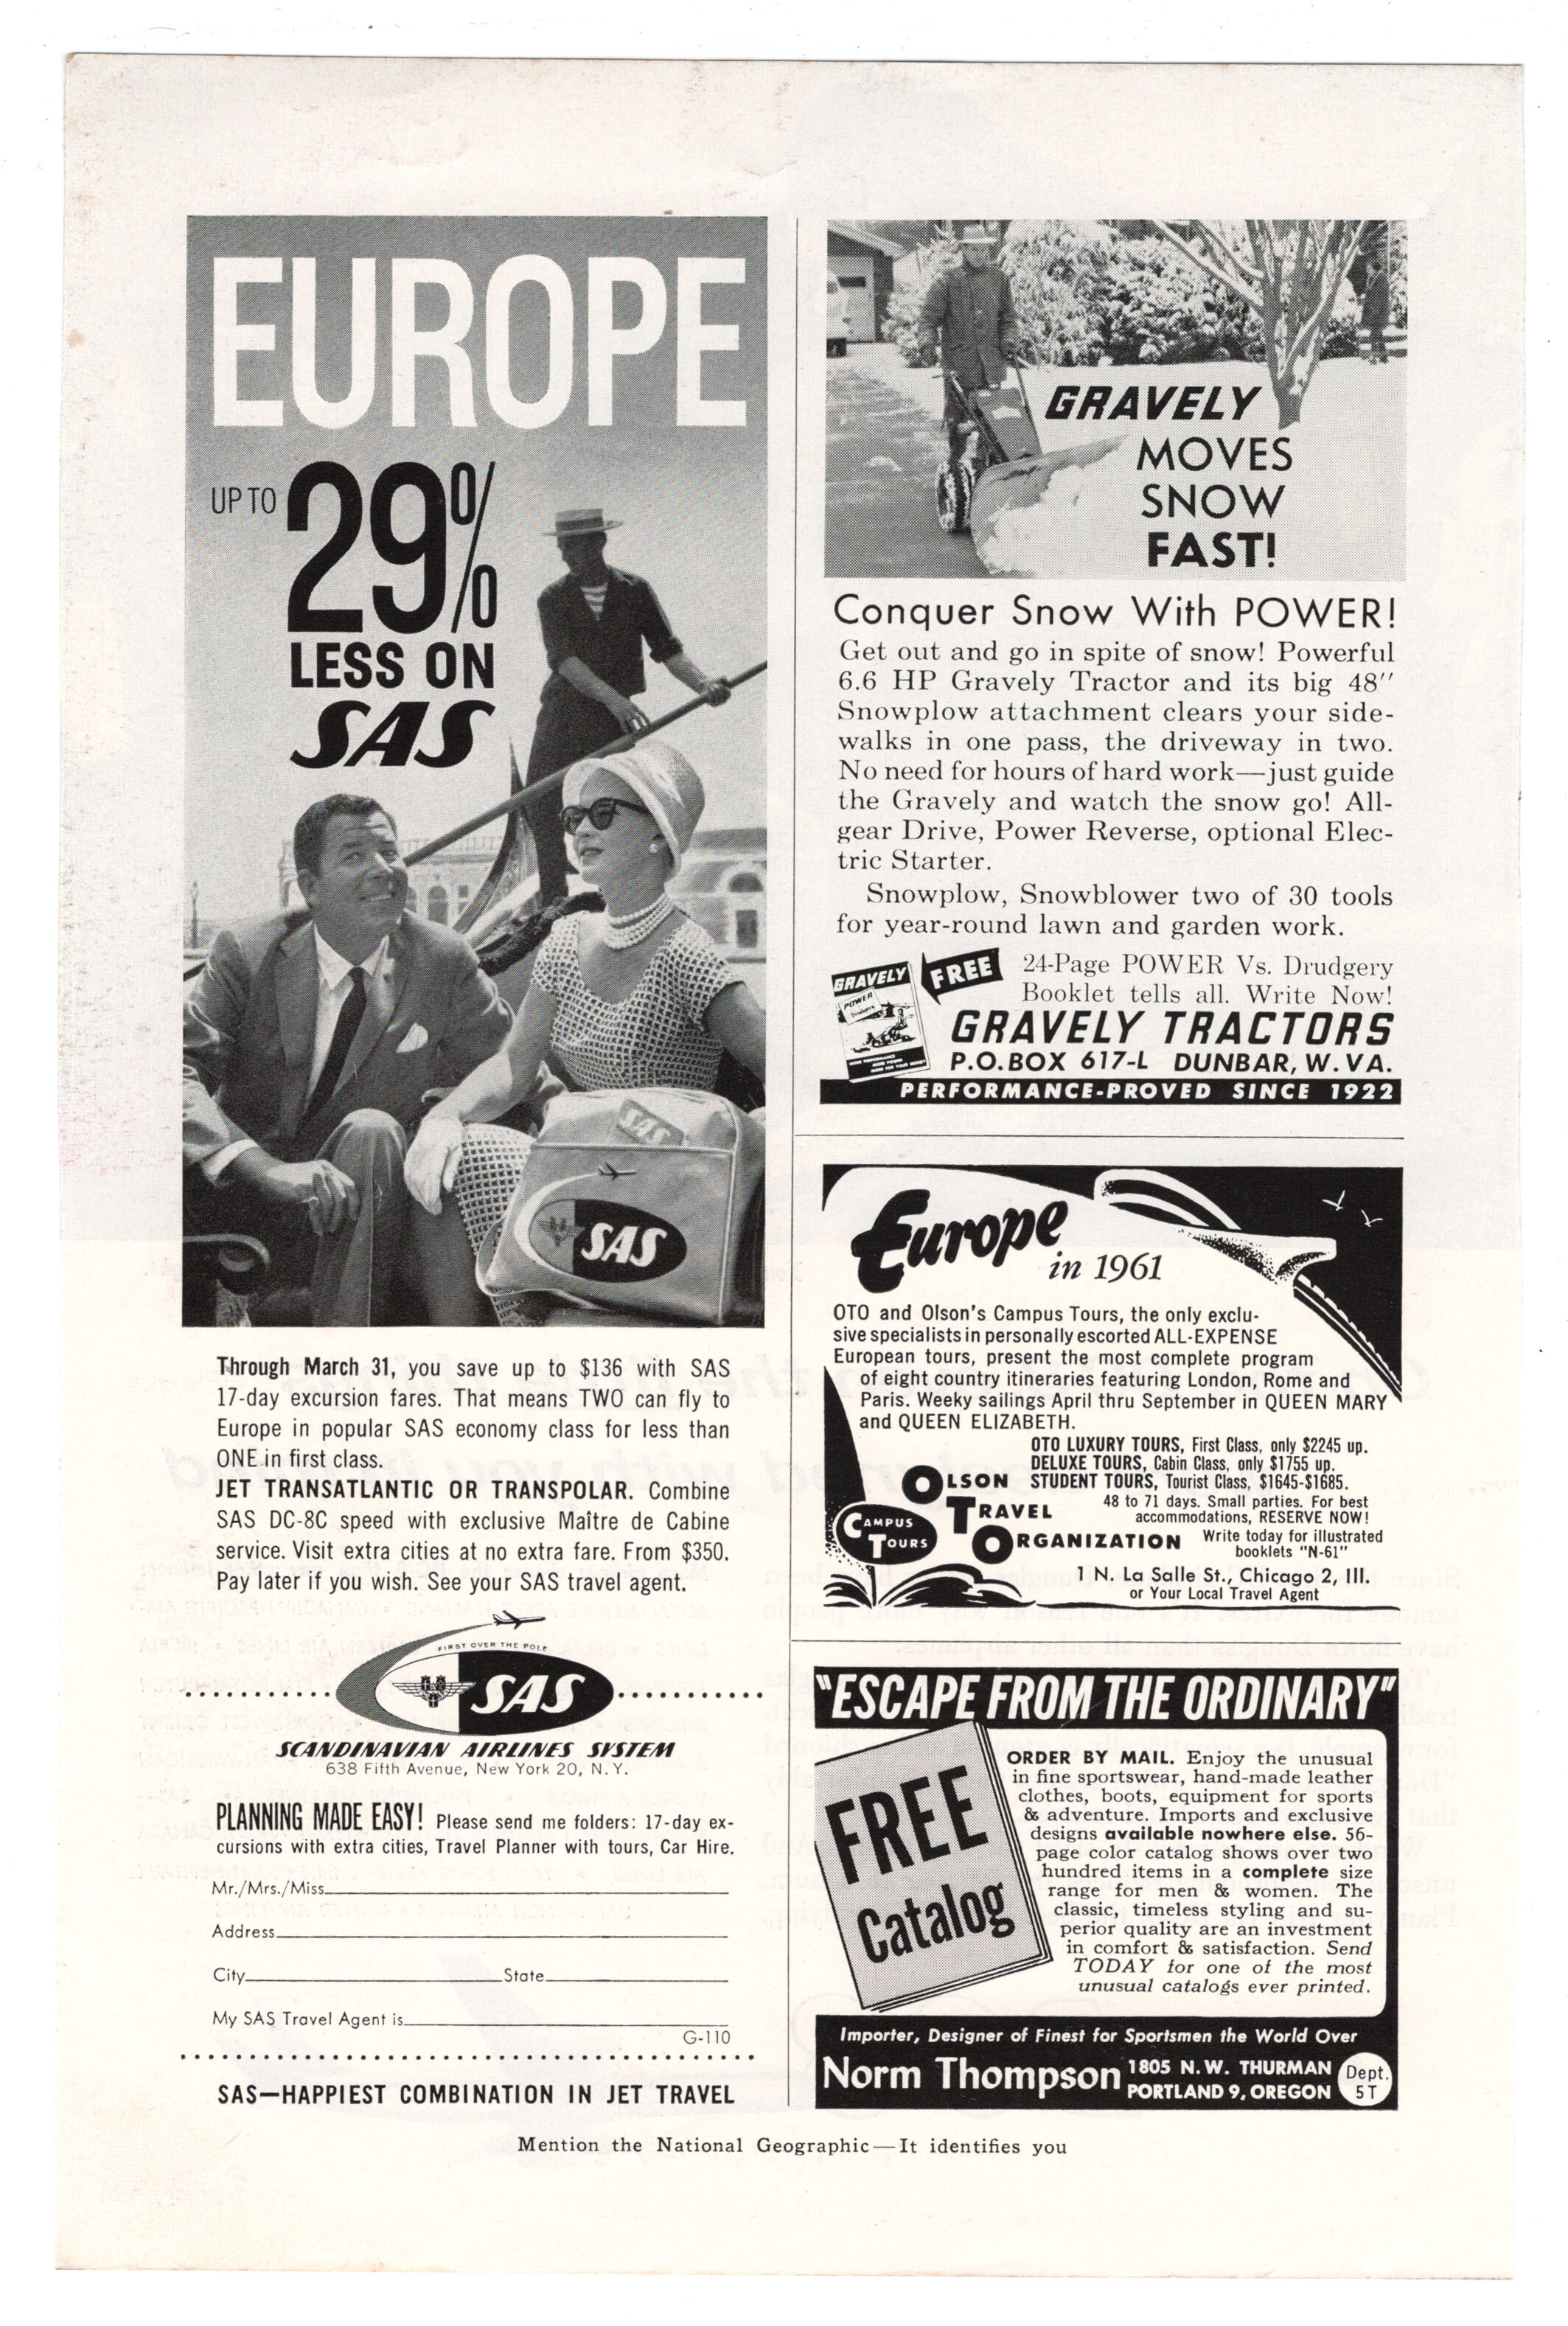 EUROPE
UP TO
29%
LESS ON
SAS
SAS
SAS
Through March 31, you save up to $136 with SAS
17-day excursion fares. That means TWO can fly to
Europe in popular SAS economy class for less than
ONE in first class.
JET TRANSATLANTIC OR TRANSPOLAR. Combine
SAS DC-8C speed with exclusive Maître de Cabine
service. Visit extra cities at no extra fare. From $350.
Pay later if you wish. See your SAS travel agent.
FIRST OVER THE POLE
SAS
SCANDINAVIAN AIRLINES SYSTEM
638 Fifth Avenue, New York 20, N.Y.
PLANNING MADE EASY! Please send me folders: 17-day ex-
cursions with extra cities, Travel Planner with tours, Car Hire.
Mr./Mrs./Miss
Address
City State
My SAS Travel Agent is
G-110
SAS—HAPPIEST COMBINATION IN JET TRAVEL
GRAVELY
MOVES
SNOW
FAST!
Conquer Snow With POWER!
Get out and go in spite of snow! Powerful
6.6 HP Gravely Tractor and its big 48"
Snowplow attachment clears your side-
walks in one pass, the driveway in two.
No need for hours of hard work—just guide
the Gravely and watch the snow go! All-
gear Drive, Power Reverse, optional Elec-
tric Starter.
Snowplow, Snowblower two of 30 tools
for year-round lawn and garden work.
GRAVELY
POWER
FREE
24-Page POWER Vs. Drudgery
Booklet tells all. Write Now!
GRAVELY TRACTORS
P.O. BOX 617-L DUNBAR, W. VA.
PERFORMANCE-PROVED SINCE 1922
Europe
in 1961
OTO and Olson's Campus Tours, the only exclu-
sive specialists in personally escorted ALL-EXPENSE
European tours, present the most complete program
of eight country itineraries featuring London, Rome and
Paris. Weeky sailings April thru September in QUEEN MARY
and QUEEN ELIZABETH.
OTO LUXURY TOURS, First Class, only $2245 up.
DELUXE TOURS, Cabin Class, only $1755 up.
STUDENT TOURS, Tourist Class, $1645-$1685.
48 to 71 days. Small parties. For best
accommodations, RESERVE NOW!
OLSON
TRAVEL
ORGANIZATION
CAMPUS
TOURS
Write today for illustrated
booklets "N-61"
1 N. La Salle St., Chicago 2, Ill.
or Your Local Travel Agent
"ESCAPE FROM THE ORDINARY"
FREE
Catalog
ORDER BY MAIL. Enjoy the unusual
in fine sportswear, hand-made leather
clothes, boots, equipment for sports
& adventure. Imports and exclusive
designs available nowhere else. 56-
page color catalog shows over two
hundred items in a complete size
range for men & women. The
classic, timeless styling and su-
perior quality are an investment
in comfort & satisfaction. Send
TODAY for one of the most
unusual catalogs ever printed.
Importer, Designer of Finest for Sportsmen the World Over
Norm Thompson
1805 N.W. THURMAN
PORTLAND 9, OREGON
Dept.
5T
Mention the National Geographic—It identifies you